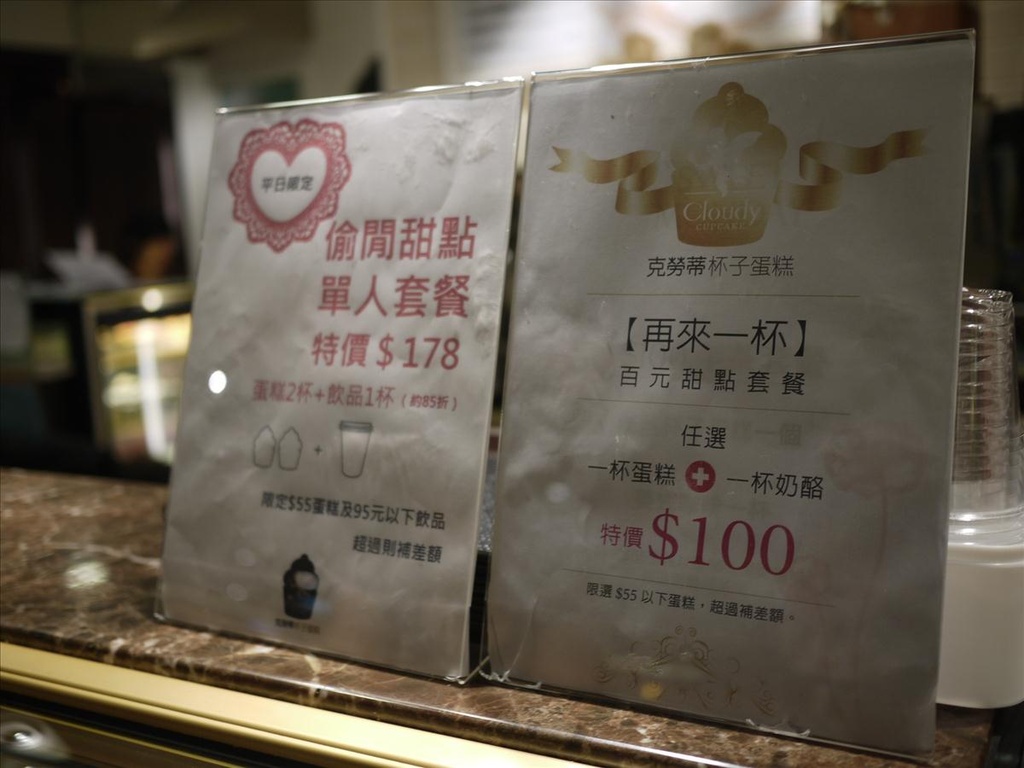 平日限定
偷閒甜點
單人套餐
特價$178
蛋糕2杯+飲品1杯(約85折)
+
限定$55蛋糕及95元以下飲品
超過則補差額
Cloudy
CUPCAKE
克勞蒂杯子蛋糕
【再來一杯】
百元甜點套餐
任選
一杯蛋糕+一杯奶酪
特價$100
限選$55以下蛋糕，超過補差額。